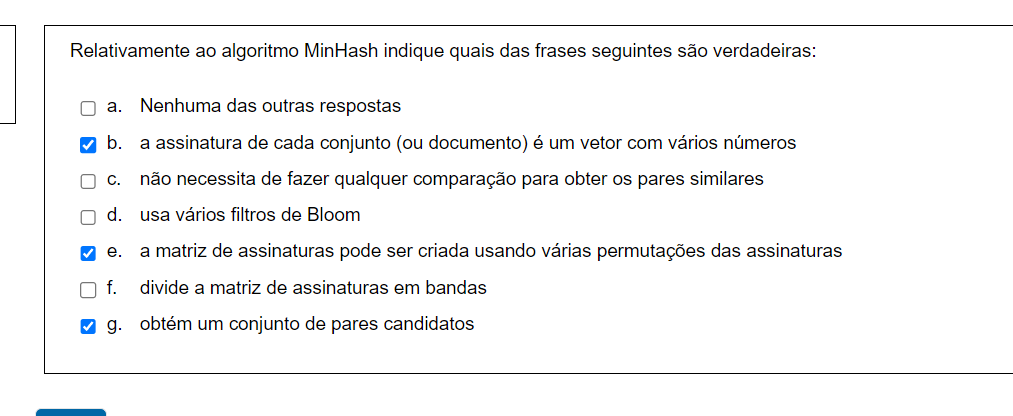 Relativamente ao algoritmo MinHash indique quais das frases seguintes são verdadeiras:
a. Nenhuma das outras respostas
b. a assinatura de cada conjunto (ou documento) é um vetor com vários números
c. não necessita de fazer qualquer comparação para obter os pares similares
d. usa vários filtros de Bloom
e. a matriz de assinaturas pode ser criada usando várias permutações das assinaturas
f. divide a matriz de assinaturas em bandas
g. obtém um conjunto de pares candidatos